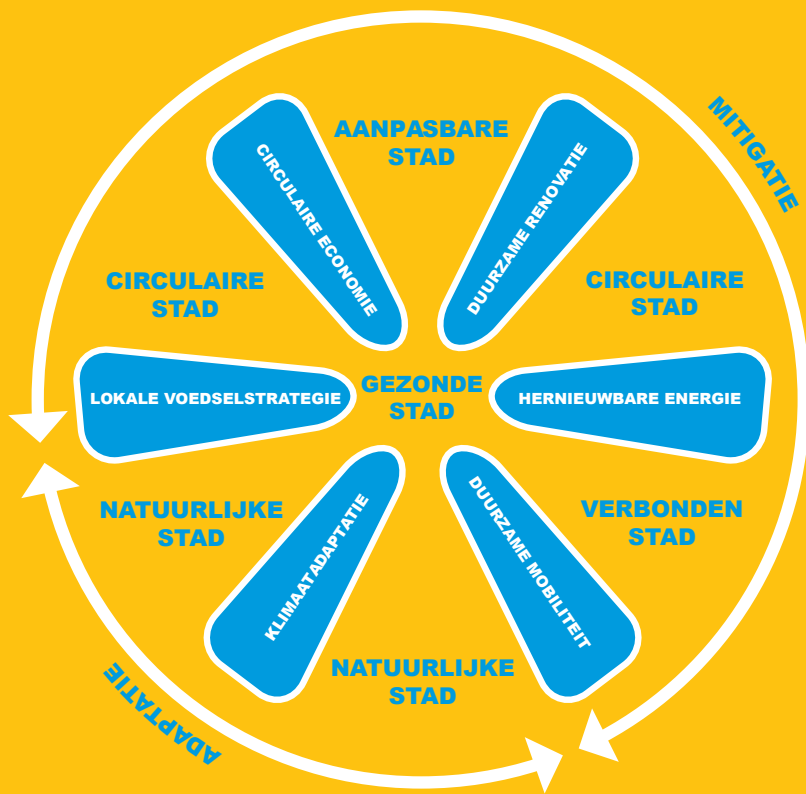 MITIGATIE
AANPASBARE
STAD
CIRCULAIRE ECONOMIE
DUURZAME RENOVATIE
CIRCULAIRE
STAD
CIRCULAIRE
STAD
LOKALE VOEDSELSTRATEGIE
GEZONDE
STAD
HERNIEUWBARE ENERGIE
NATUURLIJKE
STAD
KLIMAATADAPTATIE
DUURZAME MOBILITEIT
VERBONDEN
STAD
NATUURLIJKE
STAD
ADAPTATIE